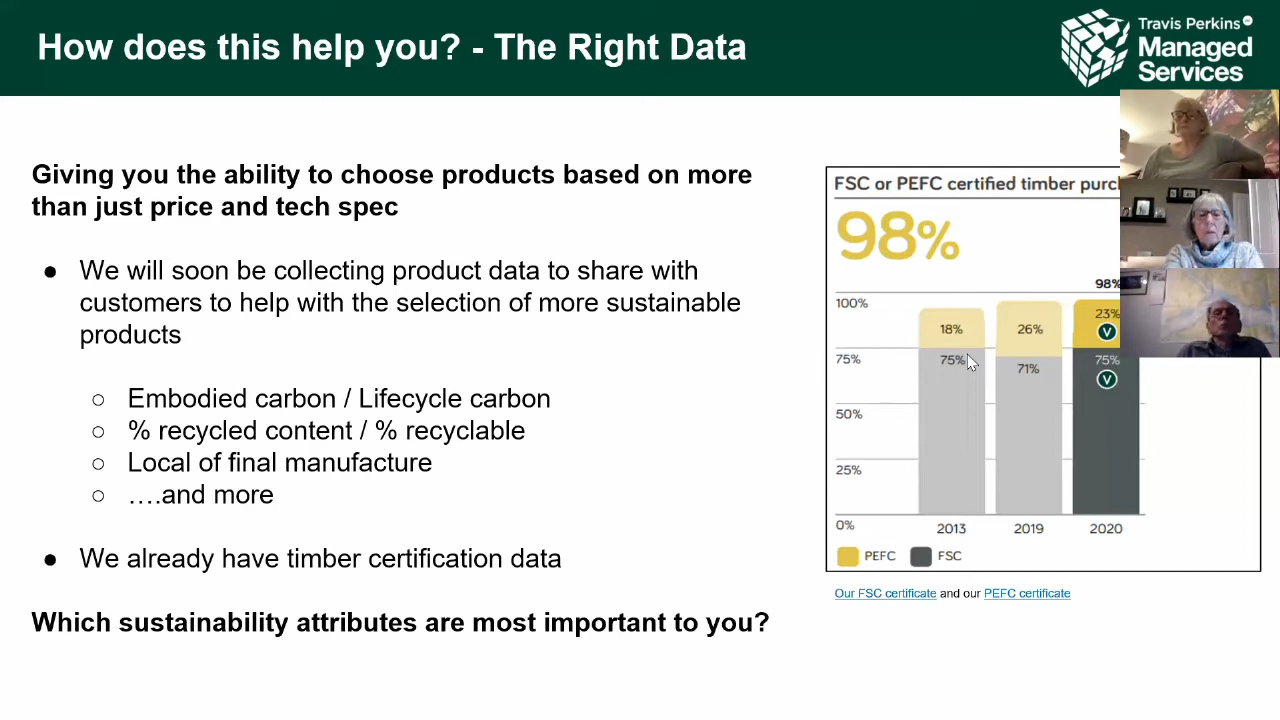 How does this help you? - The Right Data
Travis Perkins
Managed
Services
Giving you the ability to choose products based on more
than just price and tech spec
● We will soon be collecting product data to share with
customers to help with the selection of more sustainable
products
○ Embodied carbon / Lifecycle carbon
○ % recycled content / % recyclable
○ Local of final manufacture
○ ….and more
● We already have timber certification data
Which sustainability attributes are most important to you?
FSC or PEFC certified timber
98%
98%
100%
18%
26%
23%
V
75%
75%
71%
75%
V
50%
25%
0%
2013
2019
2020
PEFC
FSC
Our FSC certificate and our PEFC certificate